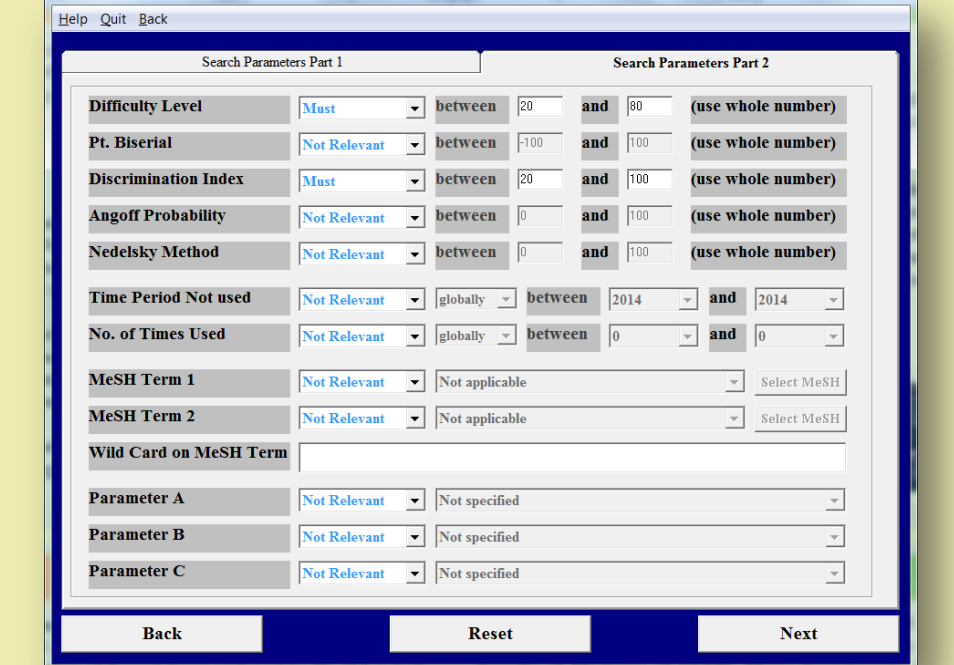 Help Quit Back
Search Parameters Part 1 Search Parameters Part 2
Difficulty Level Must between 20 and 80 (use whole number)
Pt. Biserial Not Relevant between -100 and 100 (use whole number)
Discrimination Index Must between 20 and 100 (use whole number)
Angoff Probability Not Relevant between 0 and 100 (use whole number)
Nedelsky Method Not Relevant between 0 and 100 (use whole number)
Time Period Not used Not Relevant globally between 2014 and 2014
No. of Times Used Not Relevant globally between 0 and 0
MeSH Term 1 Not Relevant Not applicable Select MeSH
MeSH Term 2 Not Relevant Not applicable Select MeSH
Wild Card on MeSH Term
Parameter A Not Relevant Not specified
Parameter B Not Relevant Not specified
Parameter C Not Relevant Not specified
Back Reset Next